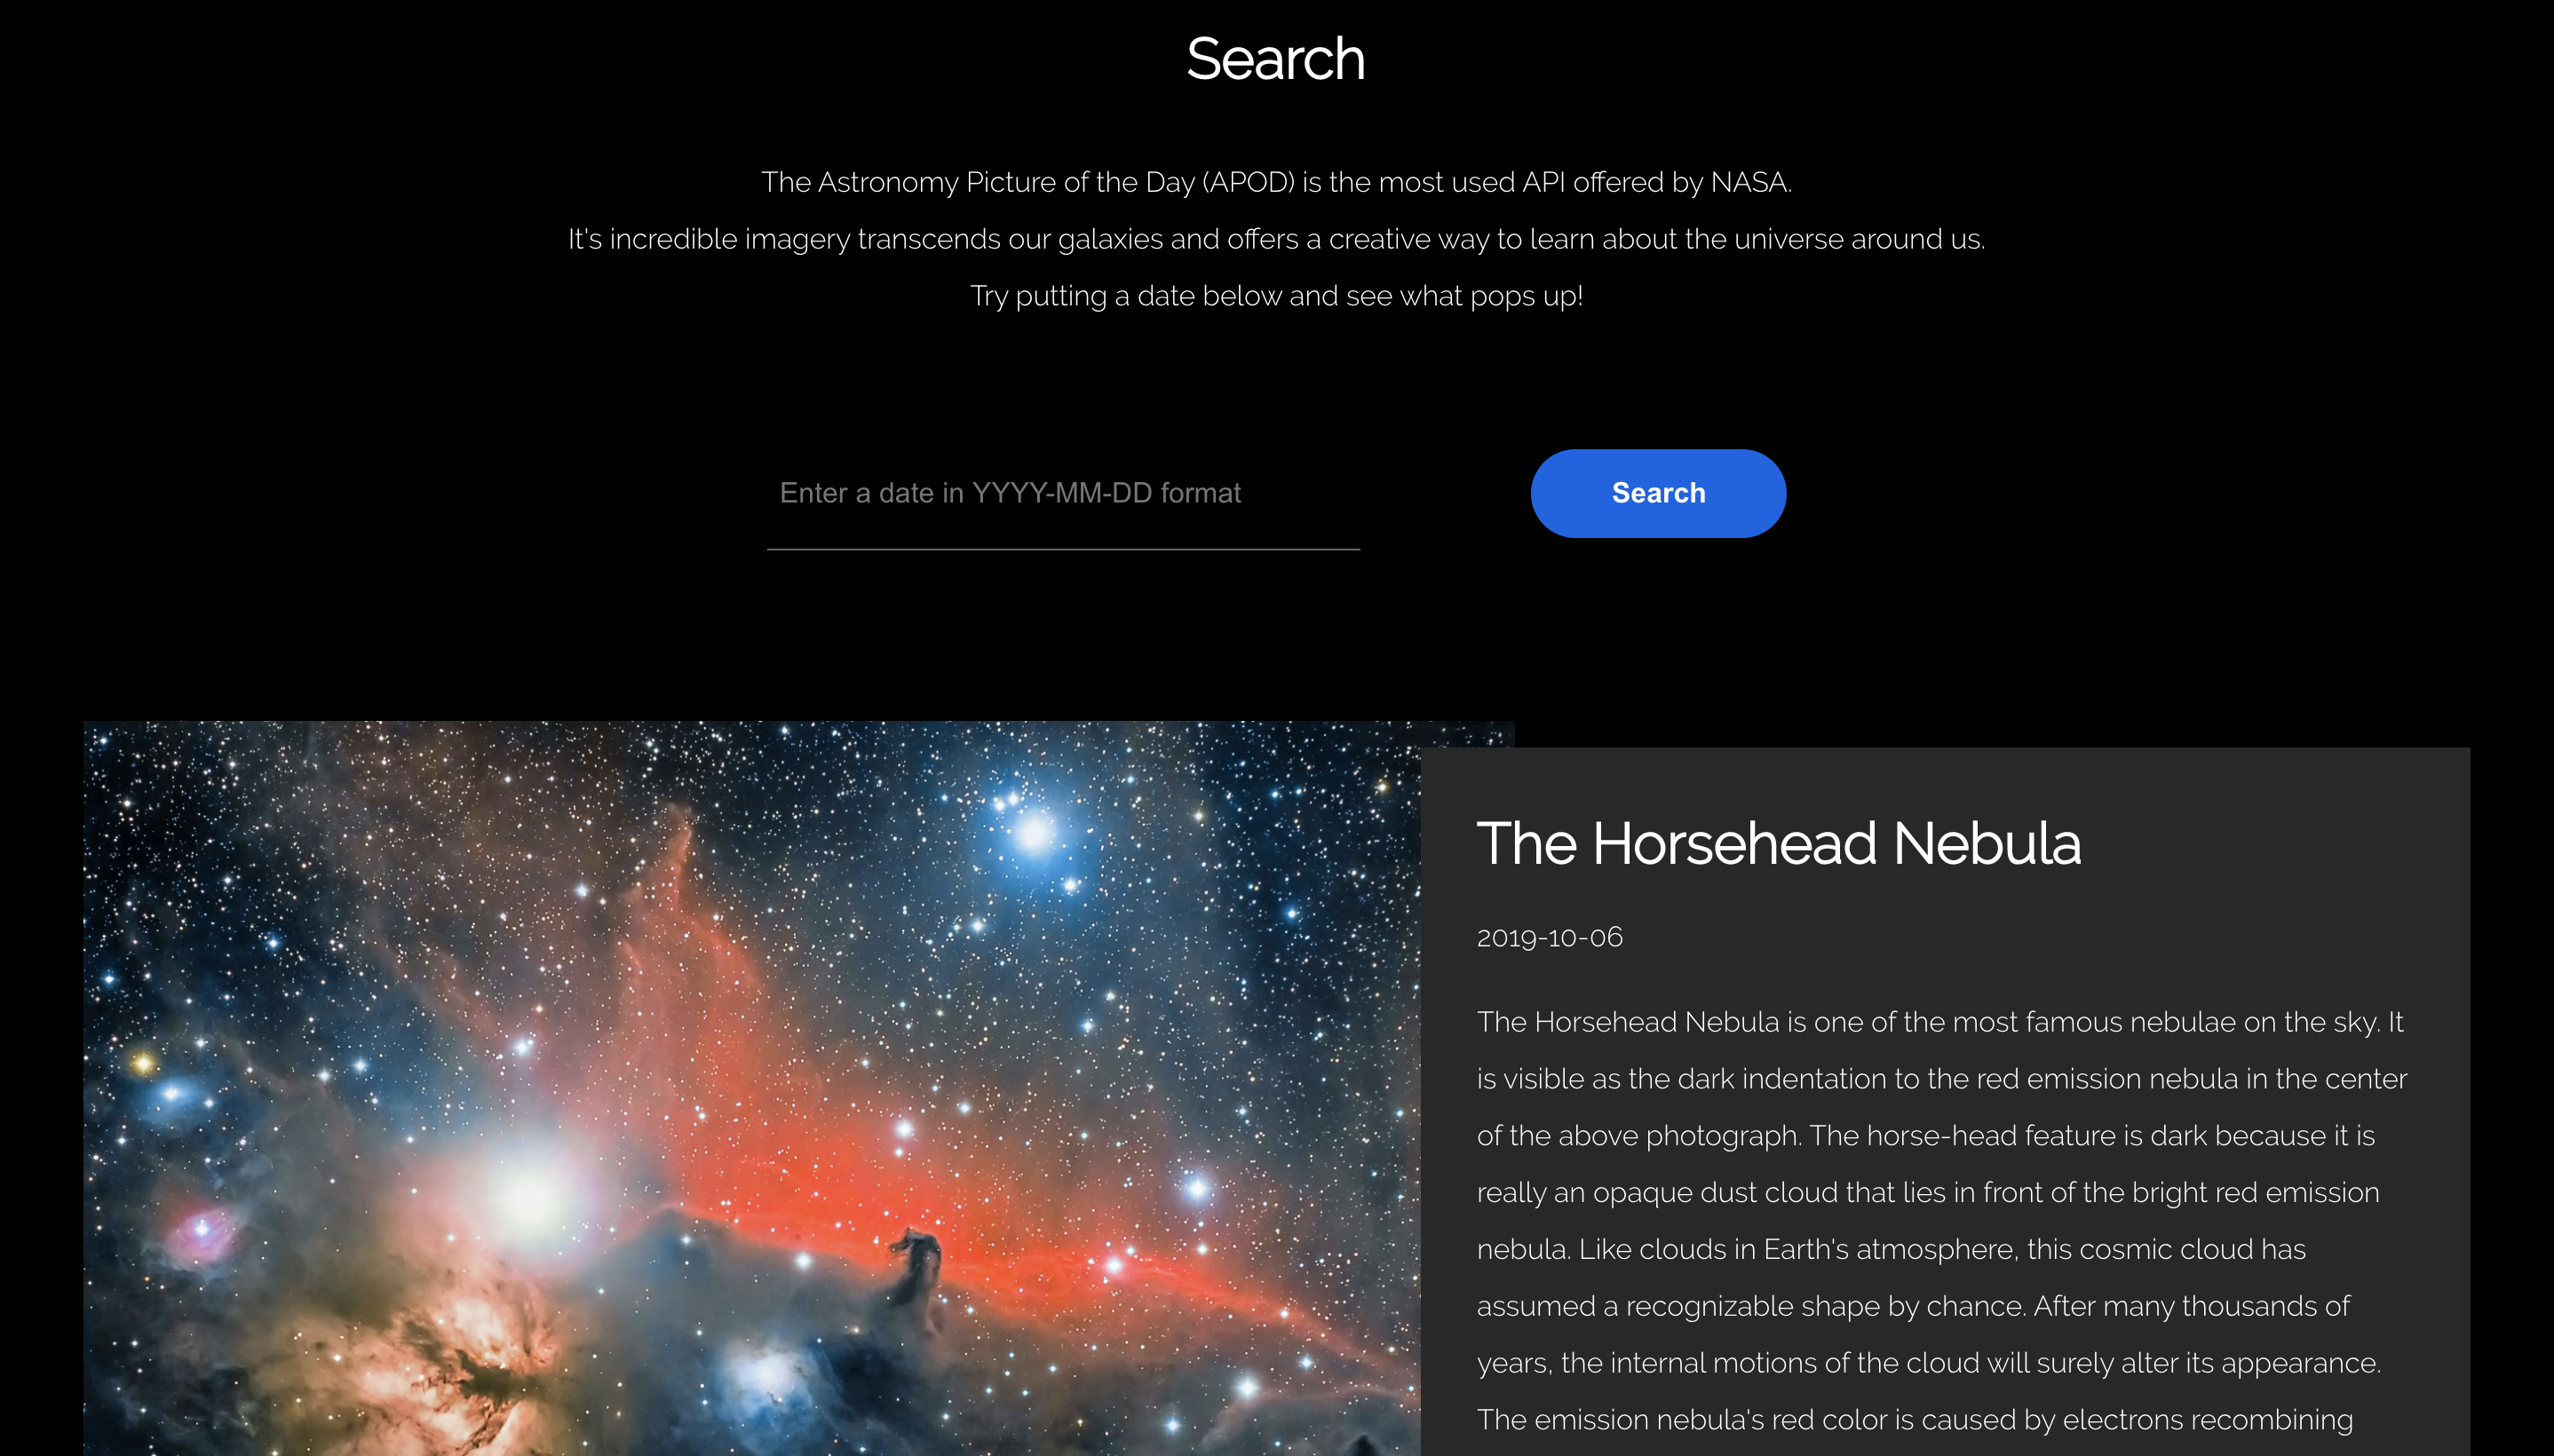 Search
The Astronomy Picture of the Day (APOD) is the most used API offered by NASA.
It's incredible imagery transcends our galaxies and offers a creative way to learn about the universe around us.
Try putting a date below and see what pops up!
Enter a date in YYYY-MM-DD format
Search
The Horsehead Nebula
2019-10-06
The Horsehead Nebula is one of the most famous nebulae on the sky. It
is visible as the dark indentation to the red emission nebula in the center
of the above photograph. The horse-head feature is dark because it is
really an opaque dust cloud that lies in front of the bright red emission
nebula. Like clouds in Earth's atmosphere, this cosmic cloud has
assumed a recognizable shape by chance. After many thousands of
years, the internal motions of the cloud will surely alter its appearance.
The emission nebula's red color is caused by electrons recombining